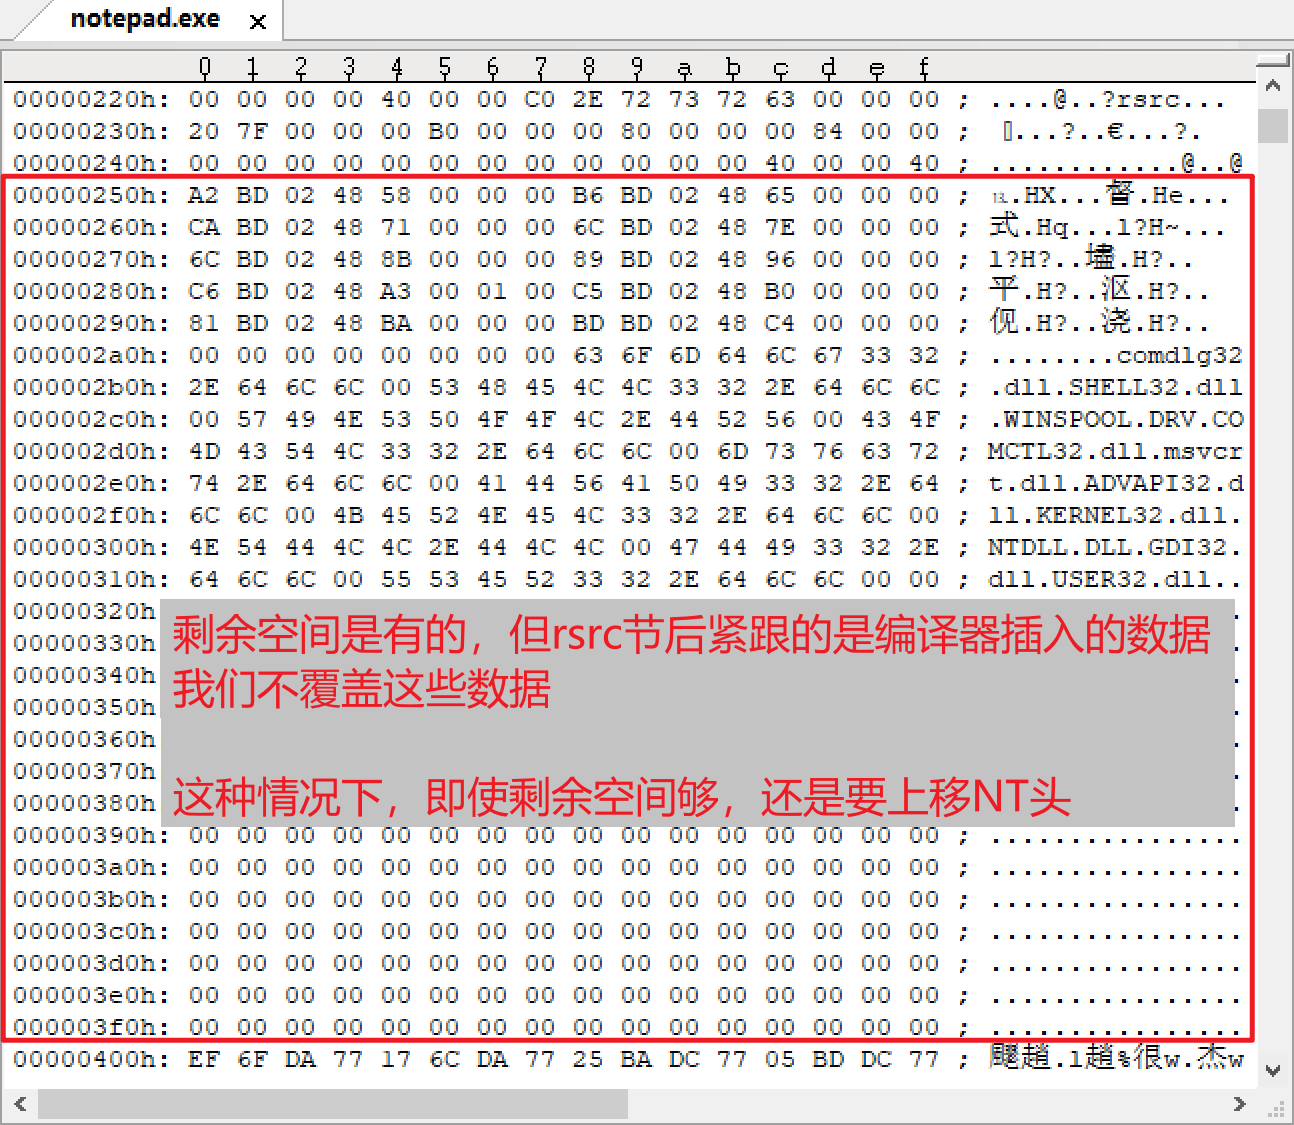 notepad.exe ×
0 1 2 3 4 5 6 7 8 9 a b c d e f
00000220h: 00 00 00 00 40 00 00 C0 2E 72 73 72 63 00 00 00 ; ....@..?rsrc...
00000230h: 20 7F 00 00 00 B0 00 00 00 80 00 00 00 84 00 00 ; ...?..€...?.
00000240h: 00 00 00 00 00 00 00 00 00 00 00 00 40 00 00 40 ; ............@..@
00000250h: A2 BD 02 48 58 00 00 00 B6 BD 02 48 65 00 00 00 ; .HX...督.He...
00000260h: CA BD 02 48 71 00 00 00 6C BD 02 48 7E 00 00 00 ; 式.Hq...l?H~...
00000270h: 6C BD 02 48 8B 00 00 00 89 BD 02 48 96 00 00 00 ; l?H?..壗.H?..
00000280h: C6 BD 02 48 A3 00 01 00 C5 BD 02 48 B0 00 00 00 ; 平.H?..沤.H?..
00000290h: 81 BD 02 48 BA 00 00 00 BD BD 02 48 C4 00 00 00 ; 伣.H?..浇.H?..
000002a0h: 00 00 00 00 00 00 00 00 63 6F 6D 64 6C 67 33 32 ; ........comdlg32
000002b0h: 2E 64 6C 6C 00 53 48 45 4C 4C 33 32 2E 64 6C 6C ; .dll.SHELL32.dll
000002c0h: 00 57 49 4E 53 50 4F 4F 4C 2E 44 52 56 00 43 4F ; .WINSPOOL.DRV.CO
000002d0h: 4D 43 54 4C 33 32 2E 64 6C 6C 00 6D 73 76 63 72 ; MCTL32.dll.msvcr
000002e0h: 74 2E 64 6C 6C 00 41 44 56 41 50 49 33 32 2E 64 ; t.dll.ADVAPI32.d
000002f0h: 6C 6C 00 4B 45 52 4E 45 4C 33 32 2E 64 6C 6C 00 ; ll.KERNEL32.dll.
00000300h: 4E 54 44 4C 4C 2E 44 4C 4C 00 47 44 49 33 32 2E ; NTDLL.DLL.GDI32.
00000310h: 64 6C 6C 00 55 53 45 52 33 32 2E 64 6C 6C 00 00 ; dll.USER32.dll..
00000320h
00000330h
剩余空间是有的，但rsrc节后紧跟的是编译器插入的数据
00000340h
我们不覆盖这些数据
00000350h
00000360h
00000370h
00000380h
这种情况下，即使剩余空间够，还是要上移NT头
00000390h: 00 00 00 00 00 00 00 00 00 00 00 00 00 00 00 00 ; ................
000003a0h: 00 00 00 00 00 00 00 00 00 00 00 00 00 00 00 00 ; ................
000003b0h: 00 00 00 00 00 00 00 00 00 00 00 00 00 00 00 00 ; ................
000003c0h: 00 00 00 00 00 00 00 00 00 00 00 00 00 00 00 00 ; ................
000003d0h: 00 00 00 00 00 00 00 00 00 00 00 00 00 00 00 00 ; ................
000003e0h: 00 00 00 00 00 00 00 00 00 00 00 00 00 00 00 00 ; ................
000003f0h: 00 00 00 00 00 00 00 00 00 00 00 00 00 00 00 00 ; ................
00000400h: EF 6F DA 77 17 6C DA 77 25 BA DC 77 05 BD DC 77 ; 颺趙.l趙%很w.杰w